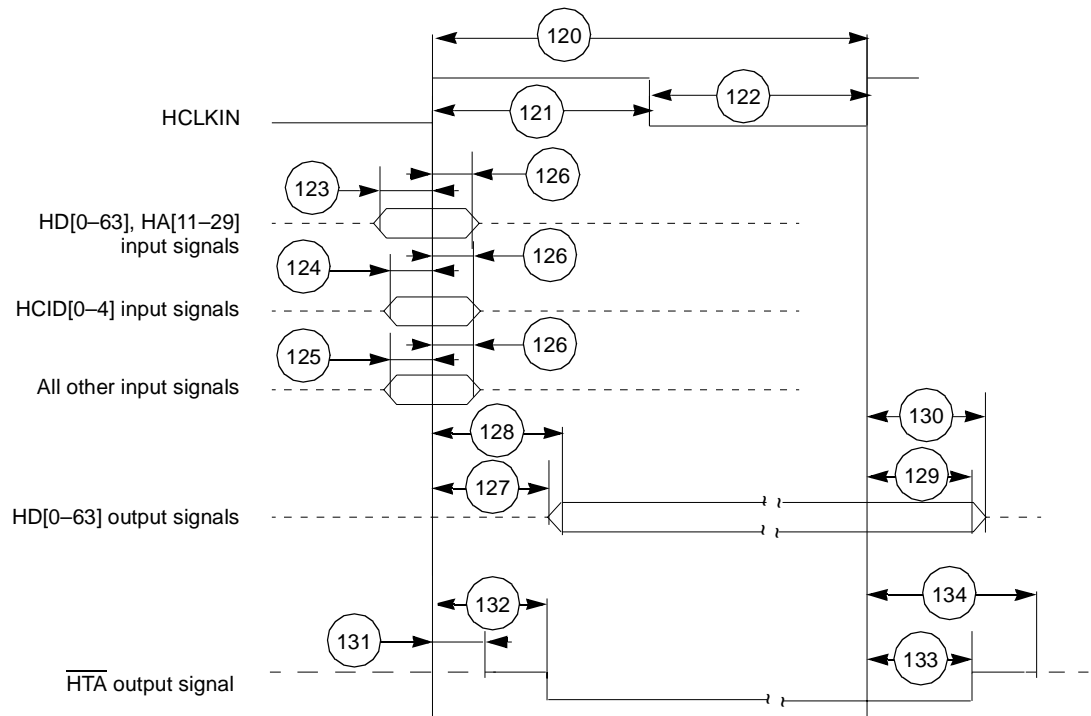 120
121
122
HCLKIN
123
126
HD[0–63], HA[11–29]
input signals
124
126
HCID[0–4] input signals
125
126
All other input signals
128
130
127
129
HD[0–63] output signals
132
134
131
133
HTA output signal